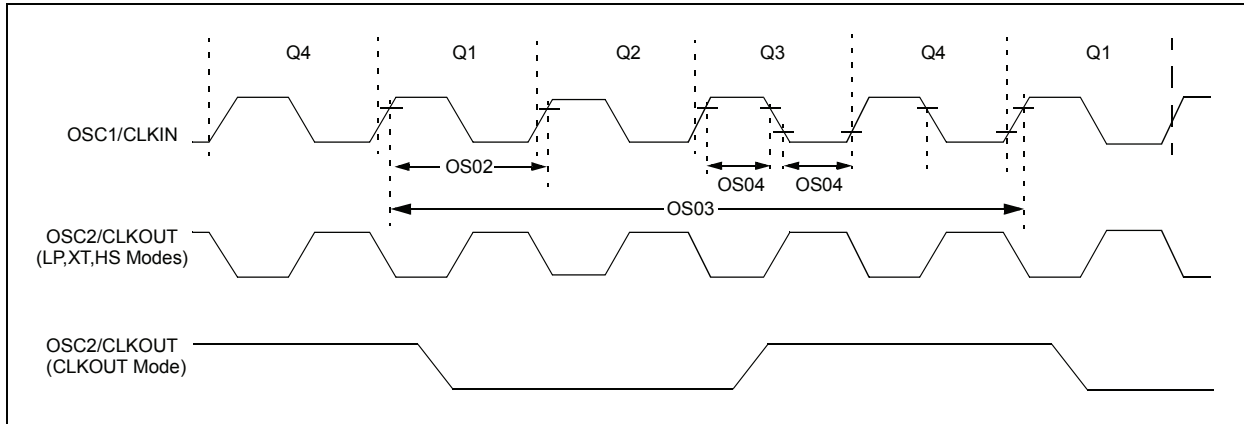 Q4 Q1 Q2 Q3 Q4 Q1
OSC1/CLKIN
OS02
OS04 OS04
OS03
OSC2/CLKOUT
(LP,XT,HS Modes)
OSC2/CLKOUT
(CLKOUT Mode)